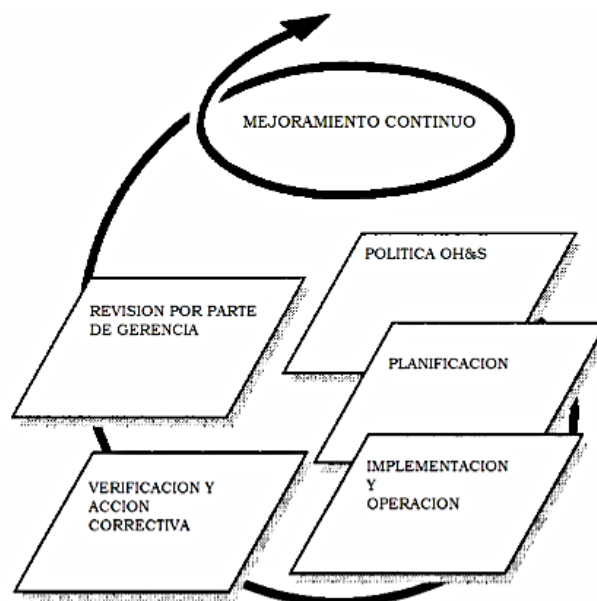 MEJORAMIENTO CONTINUO
POLITICA OH&S
REVISION POR PARTE
DE GERENCIA
PLANIFICACION
IMPLEMENTACION
Y
OPERACION
VERIFICACION Y
ACCION
CORRECTIVA